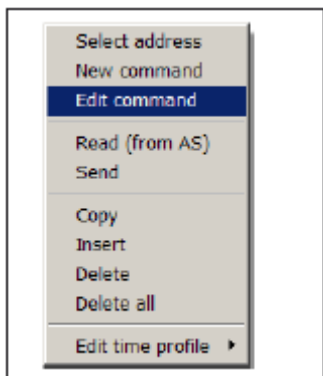 Select address
New command
Edit command
Read (from AS)
Send
Copy
Insert
Delete
Delete all
Edit time profile